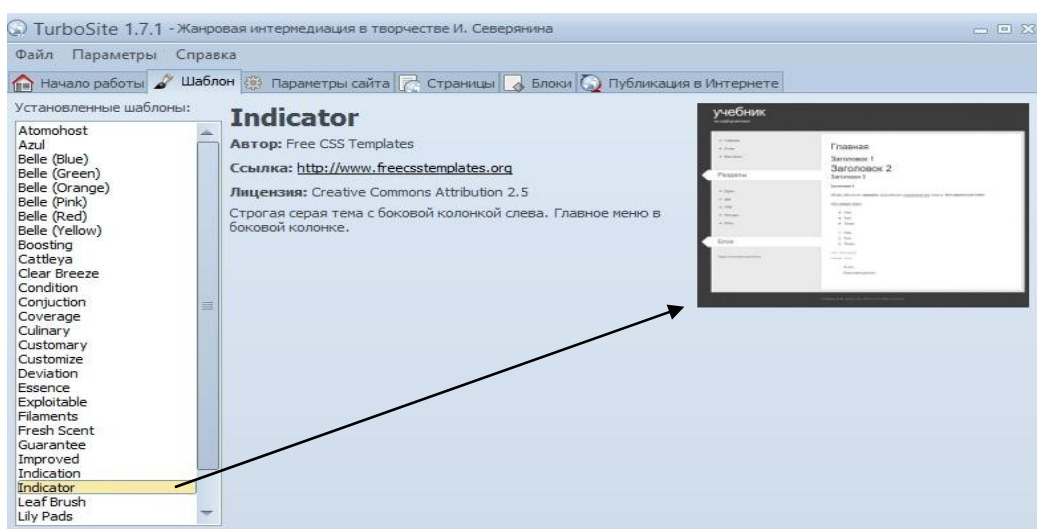 TurboSite 1.7.1 - Жанровая интермедиация в творчестве И. Северянина
Файл Параметры Справка
Начало работы Шаблон Параметры сайта Страницы Блоки Публикация в Интернете
Установленные шаблоны:
Atomohost
Azul
Belle (Blue)
Belle (Green)
Belle (Orange)
Belle (Pink)
Belle (Red)
Belle (Yellow)
Boosting
Cattleya
Clear Breeze
Condition
Conjuction
Coverage
Culinary
Customary
Customize
Deviation
Essence
Exploitable
Filaments
Fresh Scent
Guarantee
Improved
Indication
Indicator
Leaf Brush
Lily Pads
Indicator
Автор: Free CSS Templates
Ссылка: http://www.freecsstemplates.org
Лицензия: Creative Commons Attribution 2.5
Строгая серая тема с боковой колонкой слева. Главное меню в
боковой колонке.
учебник
Разделы
Блок
Главная
Заголовок 1
Заголовок 2
Заголовок 3